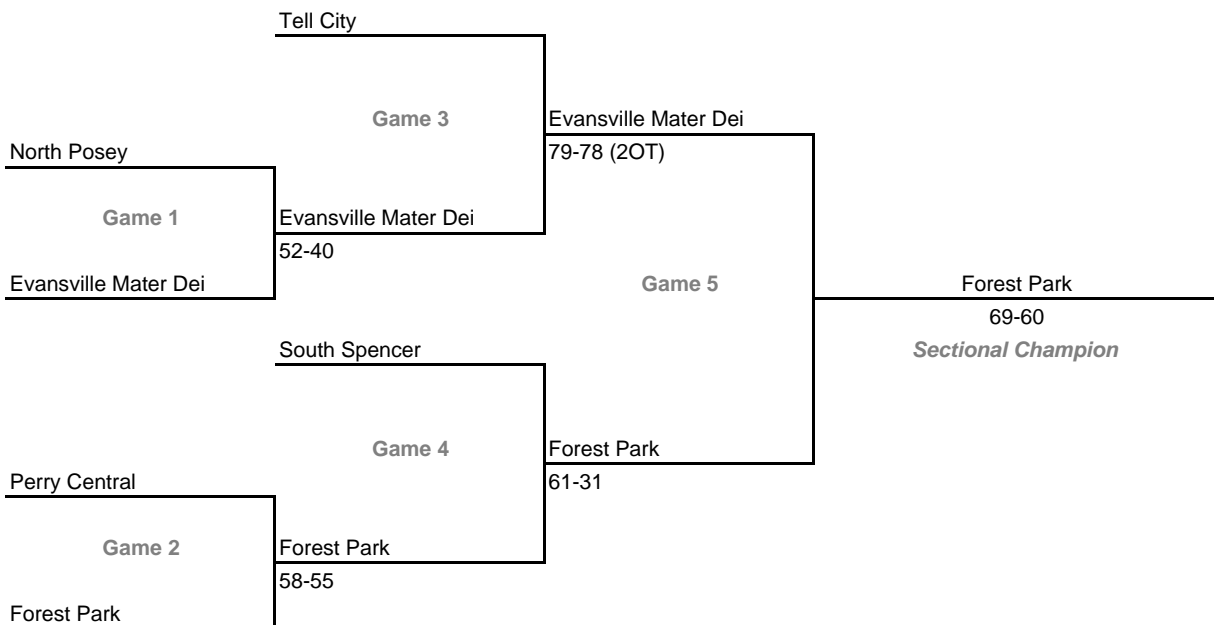 Tell City
Game 3
Evansville Mater Dei
North Posey
79-78 (2OT)
Game 1
Evansville Mater Dei
52-40
Evansville Mater Dei
Game 5
Forest Park
69-60
South Spencer
Sectional Champion
Game 4
Forest Park
Perry Central
61-31
Game 2
Forest Park
58-55
Forest Park